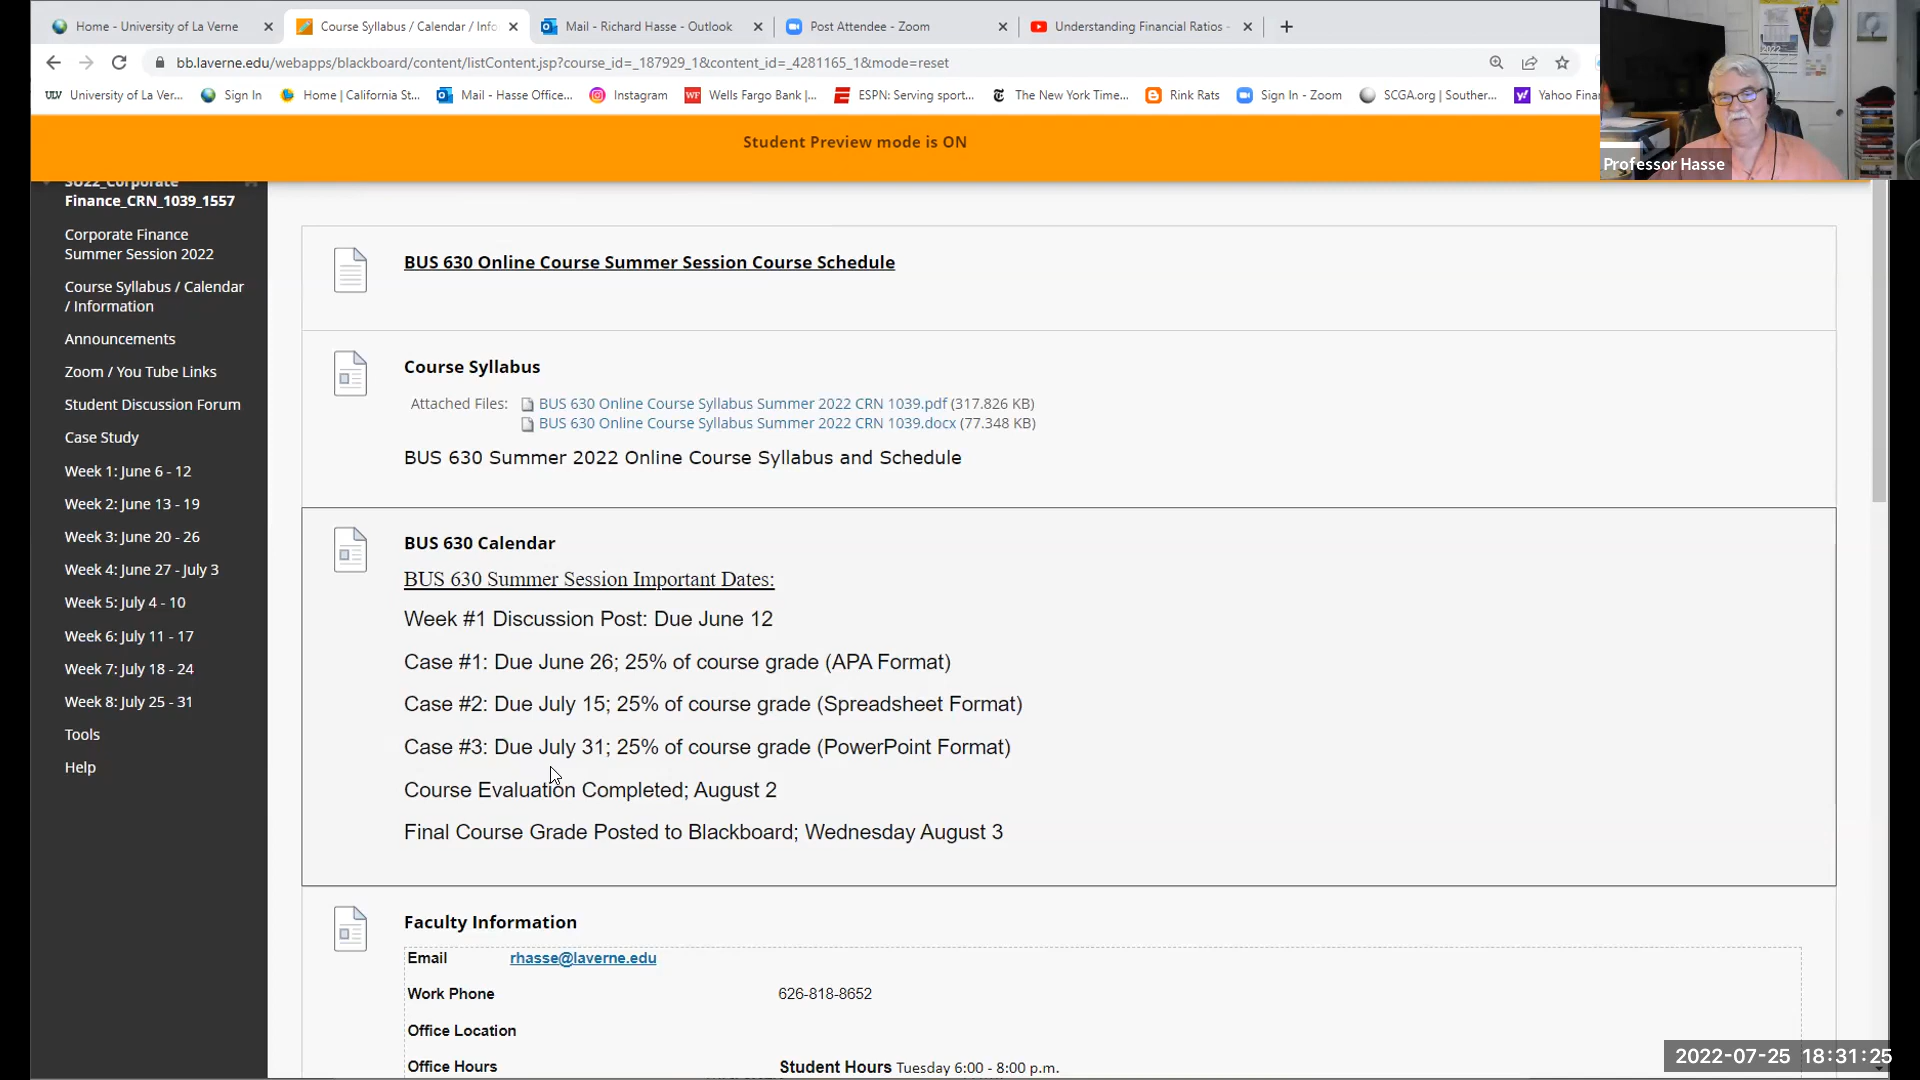 Home - University of La Verne
Course Syllabus / Calendar / Info
Mail - Richard Hasse - Outlook
Post Attendee - Zoom
Understanding Financial Ratios -
bb.laverne.edu/webapps/blackboard/content/listContent.jsp?course_id=_187929_1&content_id=_4281165_1&mode=reset
University of La Ver...
Sign In
Home | California St...
Mail - Hasse Office...
Instagram
Wells Fargo Bank |...
ESPN: Serving sport...
The New York Time...
Rink Rats
Sign In - Zoom
SCGA.org | Souther...
Yahoo Finan
Student Preview mode is ON
Professor Hasse
SU22_Corporate
Finance_CRN_1039_1557
Corporate Finance
Summer Session 2022
Course Syllabus / Calendar
/ Information
Announcements
Zoom / You Tube Links
Student Discussion Forum
Case Study
Week 1: June 6 - 12
Week 2: June 13 - 19
Week 3: June 20 - 26
Week 4: June 27 - July 3
Week 5: July 4 - 10
Week 6: July 11 - 17
Week 7: July 18 - 24
Week 8: July 25 - 31
Tools
Help
BUS 630 Online Course Summer Session Course Schedule
Course Syllabus
Attached Files: BUS 630 Online Course Syllabus Summer 2022 CRN 1039.pdf (317.826 KB)
BUS 630 Online Course Syllabus Summer 2022 CRN 1039.docx (77.348 KB)
BUS 630 Summer 2022 Online Course Syllabus and Schedule
BUS 630 Calendar
BUS 630 Summer Session Important Dates:
Week #1 Discussion Post: Due June 12
Case #1: Due June 26; 25% of course grade (APA Format)
Case #2: Due July 15; 25% of course grade (Spreadsheet Format)
Case #3: Due July 31; 25% of course grade (PowerPoint Format)
Course Evaluation Completed; August 2
Final Course Grade Posted to Blackboard; Wednesday August 3
Faculty Information
Email rhasse@laverne.edu
Work Phone 626-818-8652
Office Location
Office Hours Student Hours Tuesday 6:00 - 8:00 p.m.
2022-07-25 18:31:25